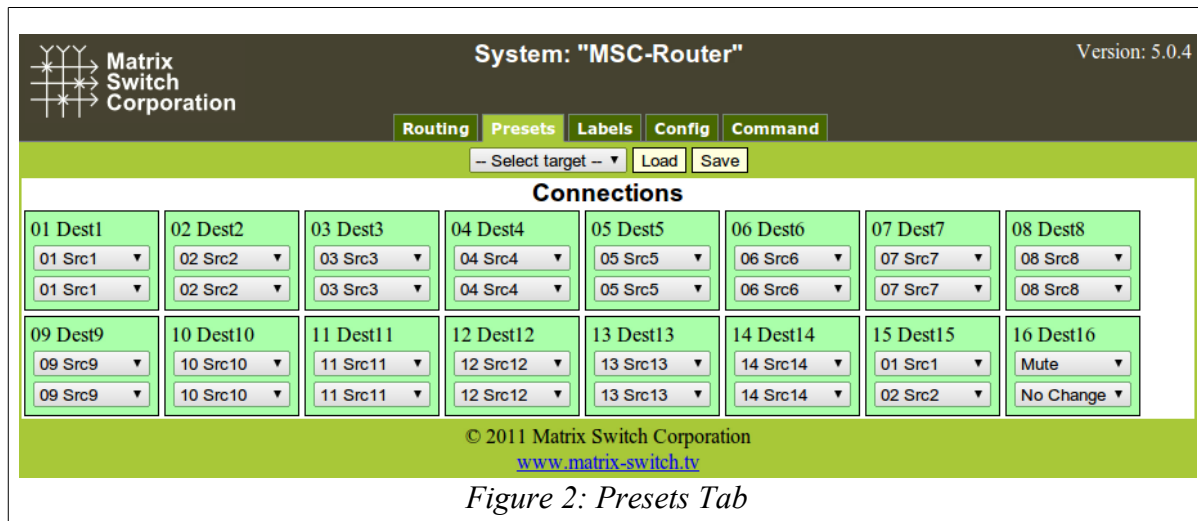 Matrix
Switch
Corporation
System: "MSC-Router"
Version: 5.0.4
Routing Presets Labels Config Command
-- Select target -- ▼ Load Save
Connections
01 Dest1 02 Dest2 03 Dest3 04 Dest4 05 Dest5 06 Dest6 07 Dest7 08 Dest8
01 Src1 02 Src2 03 Src3 04 Src4 05 Src5 06 Src6 07 Src7 08 Src8
01 Src1 02 Src2 03 Src3 04 Src4 05 Src5 06 Src6 07 Src7 08 Src8
09 Dest9 10 Dest10 11 Dest11 12 Dest12 13 Dest13 14 Dest14 15 Dest15 16 Dest16
09 Src9 10 Src10 11 Src11 12 Src12 13 Src13 14 Src14 01 Src1 Mute
09 Src9 10 Src10 11 Src11 12 Src12 13 Src13 14 Src14 02 Src2 No Change
© 2011 Matrix Switch Corporation
www.matrix-switch.tv
Figure 2: Presets Tab